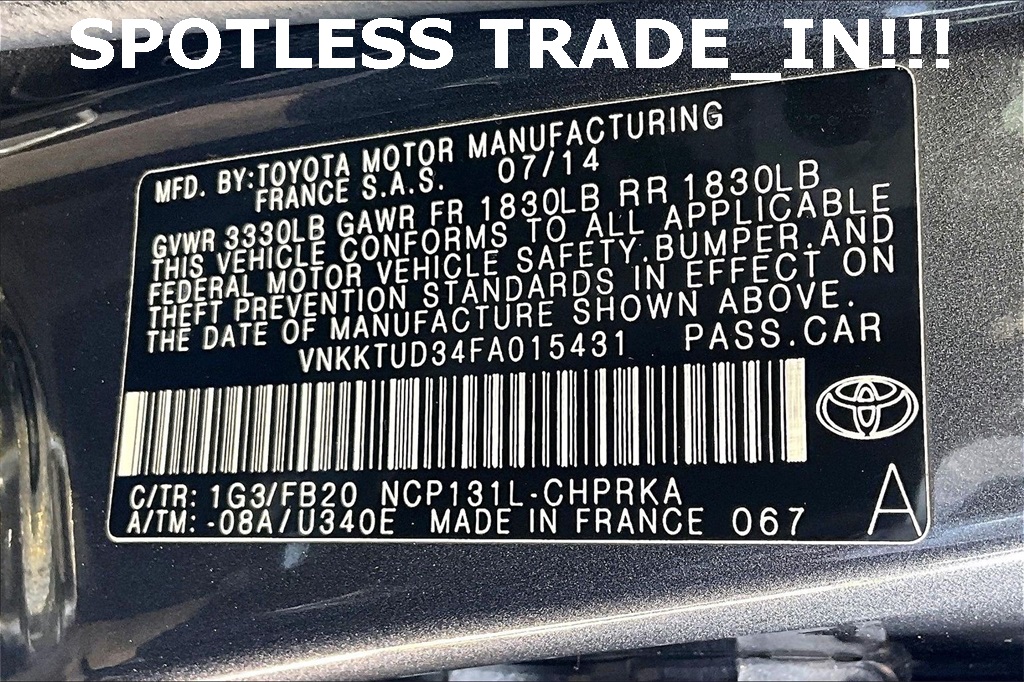 SPOTLESS TRADE_IN!!!
MFD. BY:TOYOTA MOTOR MANUFACTURING
FRANCE S.A.S. 07/14
GVWR 3330LB GAWR FR 1830LB RR 1830LB
THIS VEHICLE CONFORMS TO ALL APPLICABLE
FEDERAL MOTOR VEHICLE SAFETY.BUMPER.AND
THEFT PREVENTION STANDARDS IN EFFECT ON
THE DATE OF MANUFACTURE SHOWN ABOVE.
VNKKTUD34FA015431 PASS.CAR
C/TR: 1G3/FB20 NCP131L-CHPRKA
A/TM: -08A/U340E MADE IN FRANCE 067 A